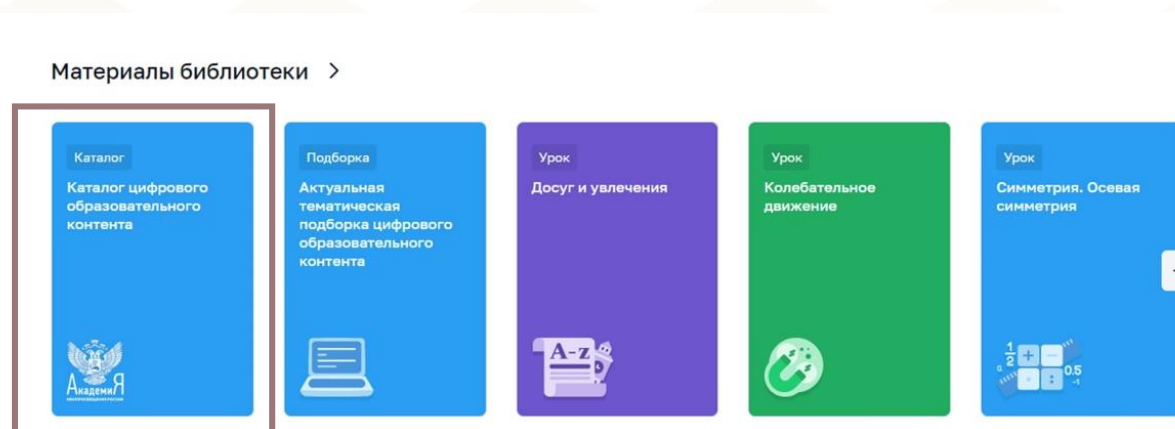 Материалы библиотеки >
Каталог
Каталог цифрового
образовательного
контента
АкадемиЯ
Подборка
Актуальная
тематическая
подборка цифрового
образовательного
контента
Урок
Досуг и увлечения
A-z
Урок
Колебательное
движение
Урок
Симметрия. Осевая
симметрия
1/2 + −
0.5
-1